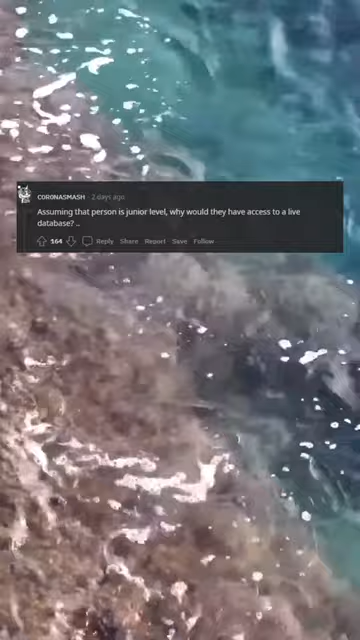 CORONASMASH · 2 days ago
Assuming that person is junior level, why would they have access to a live
database? ..
164 Reply Share Report Save Follow